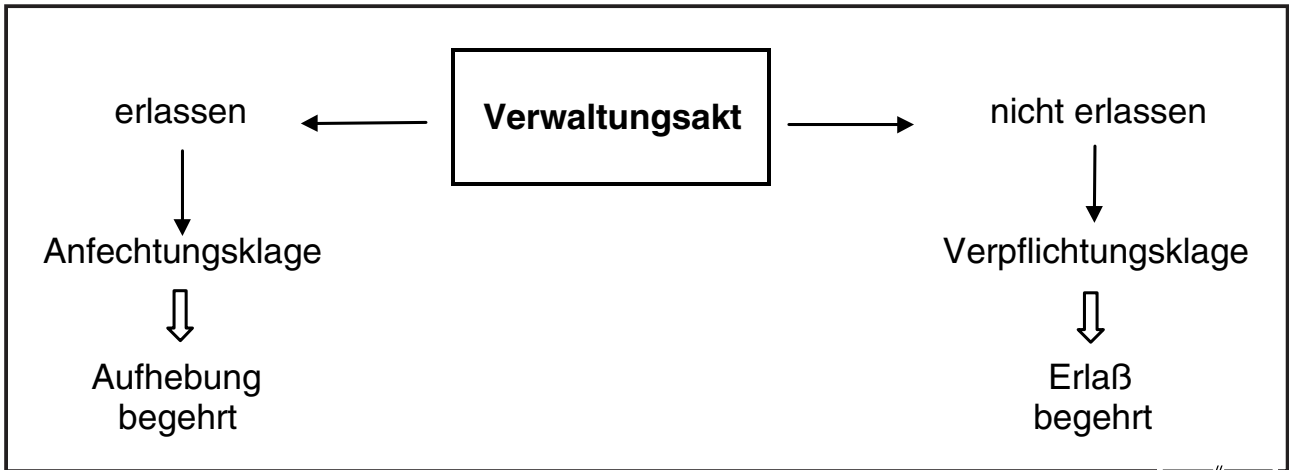 erlassen
Verwaltungsakt
nicht erlassen
Anfechtungsklage
Verpflichtungsklage
Aufhebung
begehrt
Erlaß
begehrt